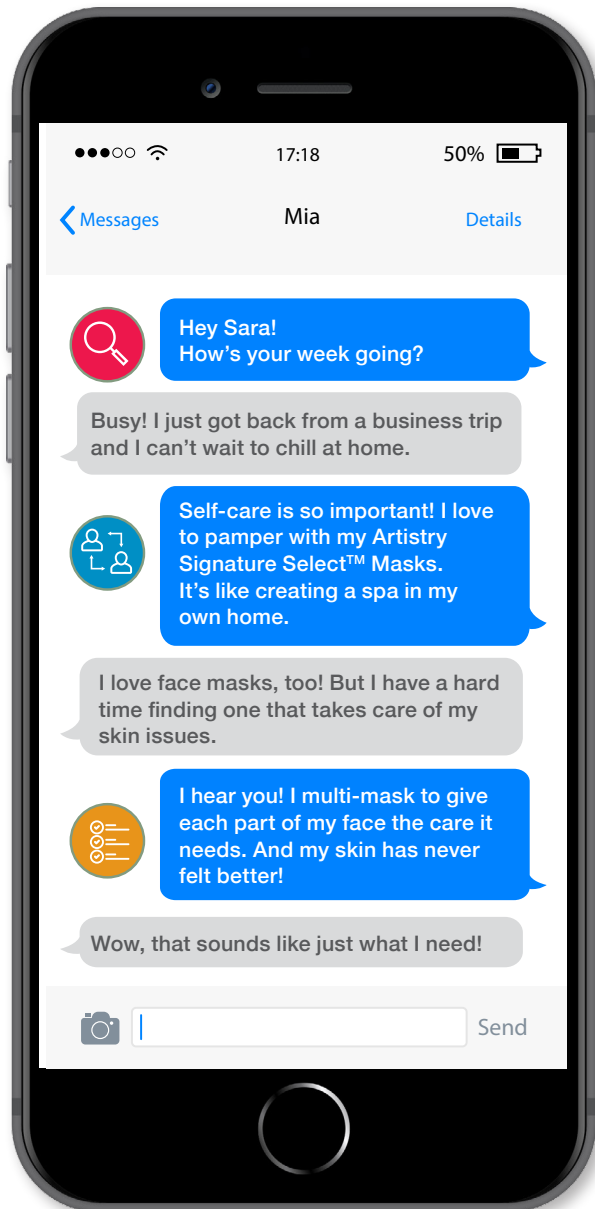 17:18
50%
Messages
Mia
Details
Hey Sara!
How’s your week going?
Busy! I just got back from a business trip
and I can’t wait to chill at home.
Self-care is so important! I love
to pamper with my Artistry
Signature Select™ Masks.
It’s like creating a spa in my
own home.
I love face masks, too! But I have a hard
time finding one that takes care of my
skin issues.
I hear you! I multi-mask to give
each part of my face the care it
needs. And my skin has never
felt better!
Wow, that sounds like just what I need!
Send